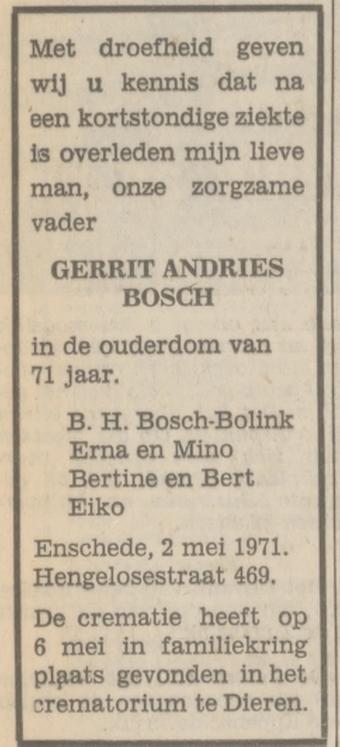 Met droefheid geven
wij u kennis dat na
een kortstondige ziekte
is overleden mijn lieve
man, onze zorgzame
vader
GERRIT ANDRIES
BOSCH
in de ouderdom van
71 jaar.
B. H. Bosch-Bolink
Erna en Mino
Bertine en Bert
Eiko
Enschede, 2 mei 1971.
Hengelosestraat 469.
De crematie heeft op
6 mei in familiekring
plaats gevonden in het
crematorium te Dieren.